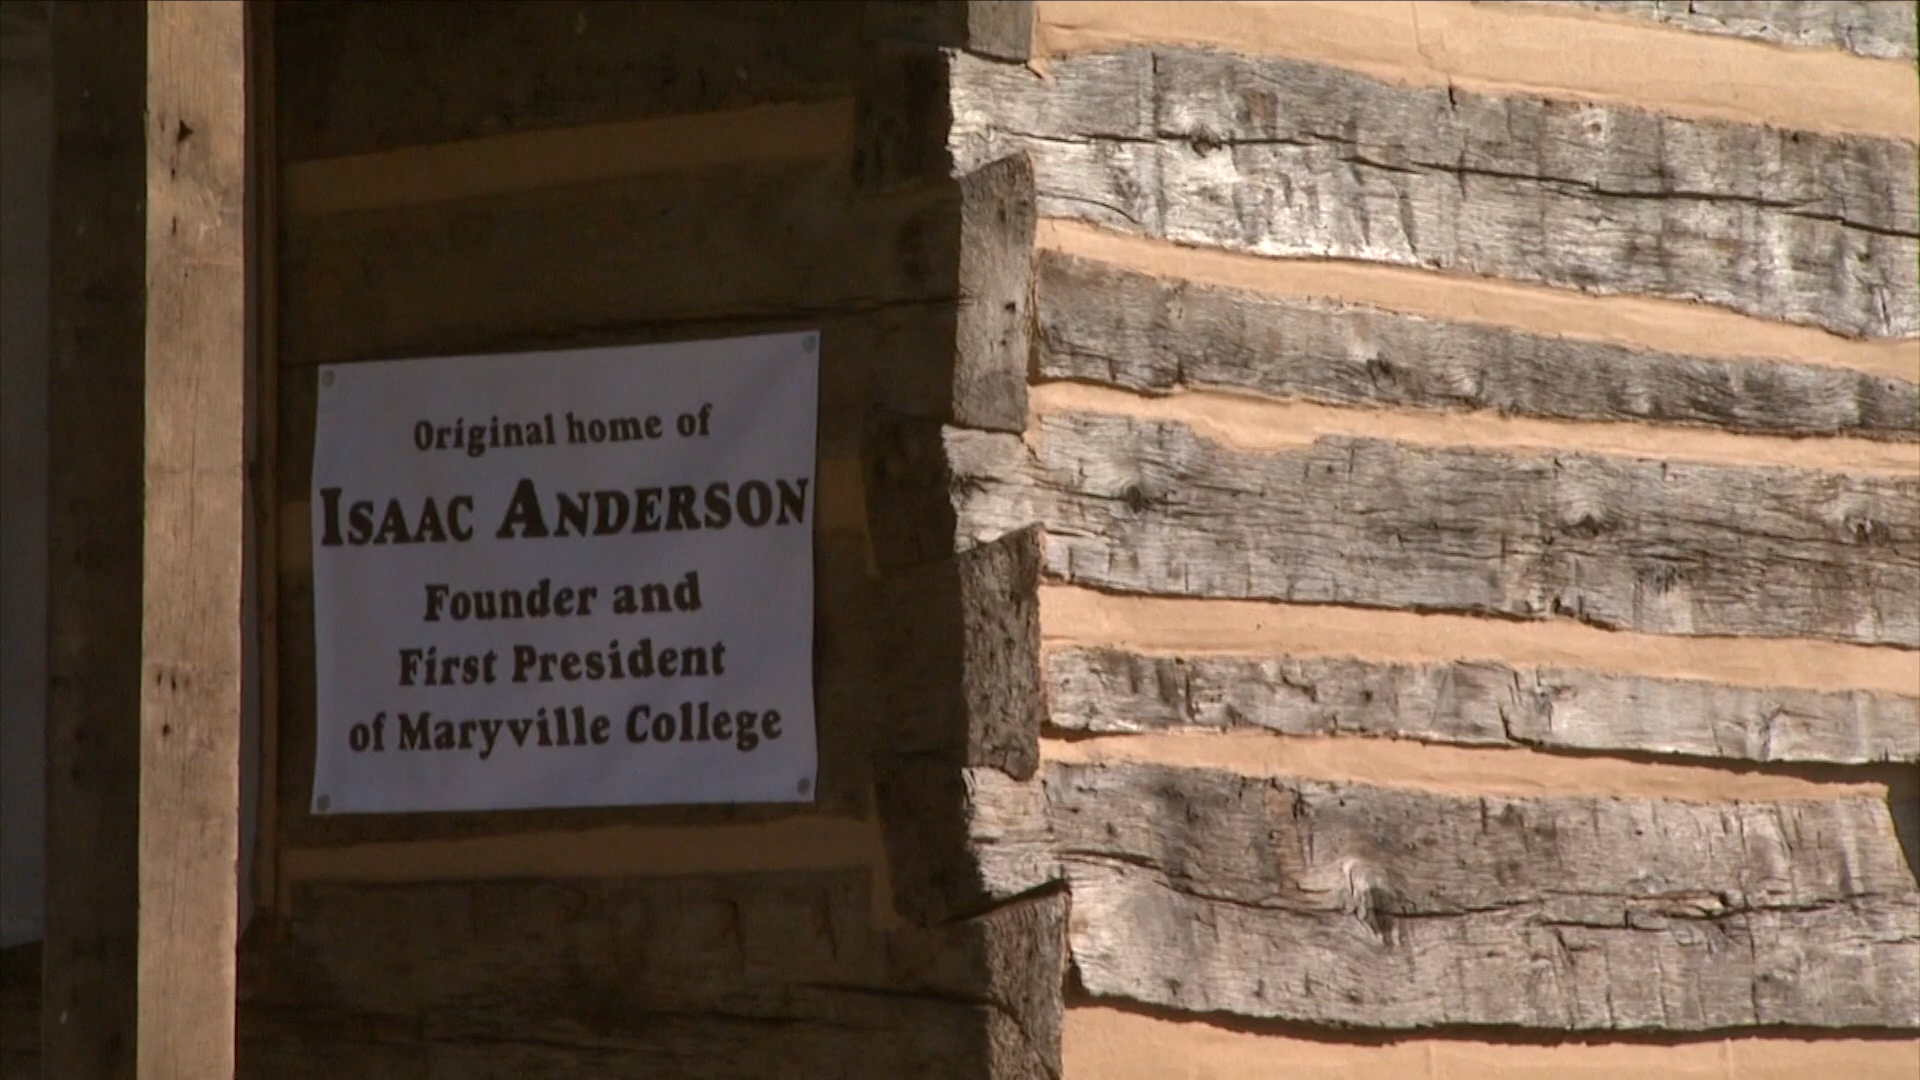 Original home of
ISAAC ANDERSON
Founder and
First President
of Maryville College